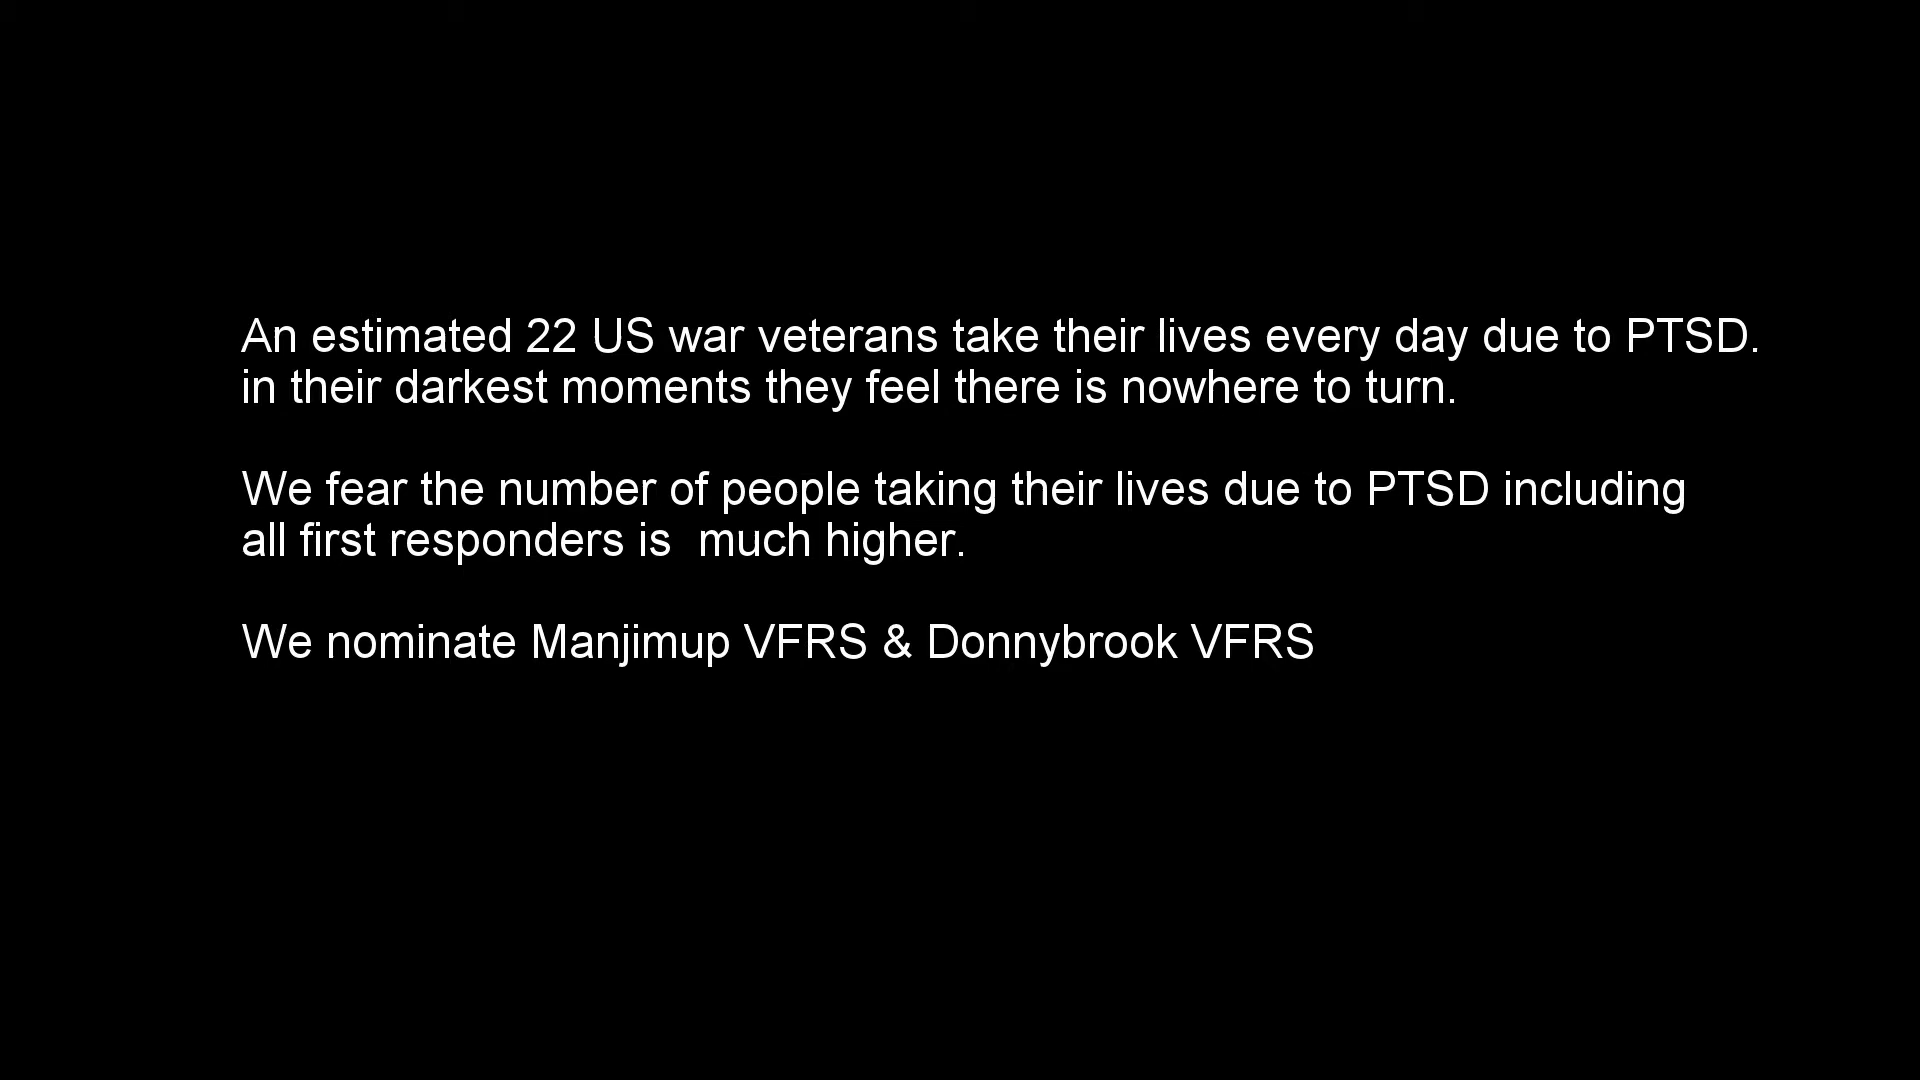 An estimated 22 US war veterans take their lives every day due to PTSD.
in their darkest moments they feel there is nowhere to turn.
We fear the number of people taking their lives due to PTSD including
all first responders is  much higher.
We nominate Manjimup VFRS & Donnybrook VFRS